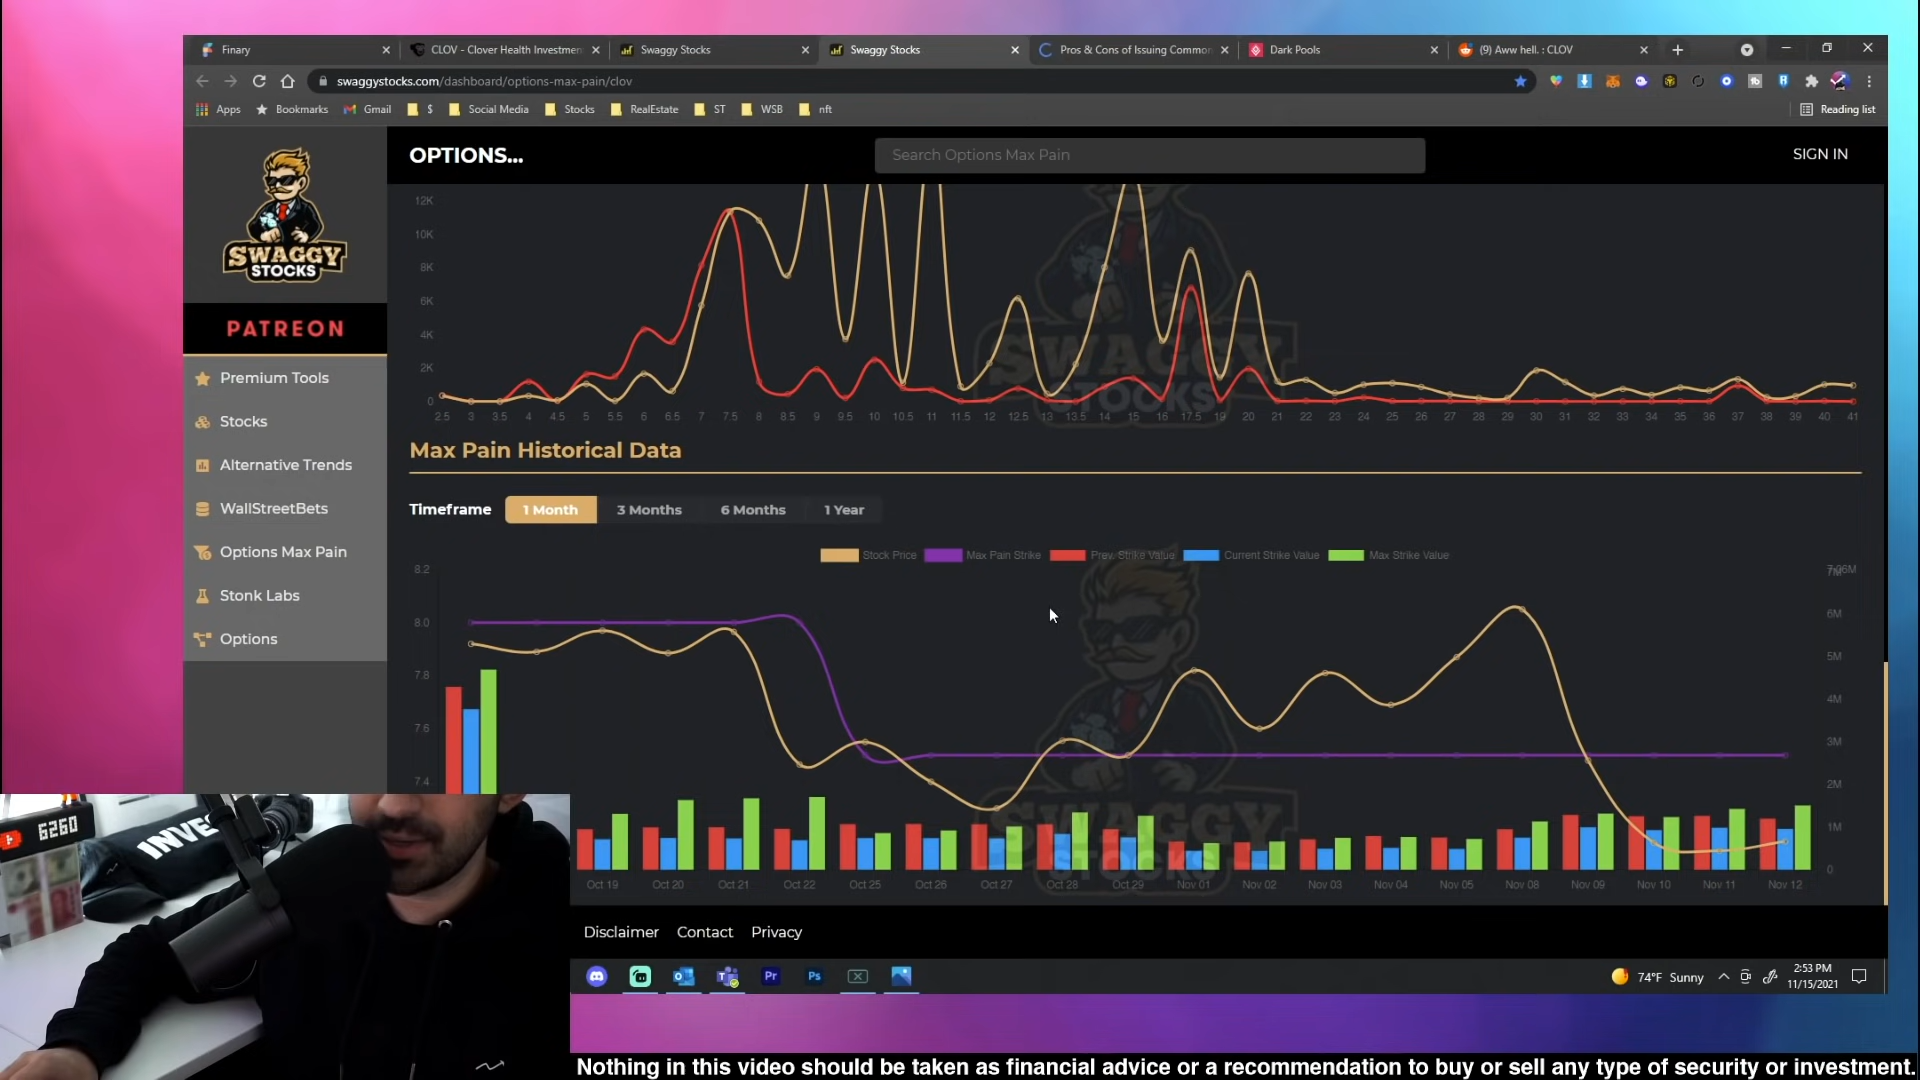 Finary
CLOV - Clover Health Investmen
Swaggy Stocks
Swaggy Stocks
Pros & Cons of Issuing Common
Dark Pools
(9) Aww hell. : CLOV
swaggystocks.com/dashboard/options-max-pain/clov
Apps
Bookmarks
Gmail
$
Social Media
Stocks
RealEstate
ST
WSB
nft
Reading list
OPTIONS...
Search Options Max Pain
SIGN IN
SWAGGY
STOCKS
PATREON
Premium Tools
Stocks
Alternative Trends
WallStreetBets
Options Max Pain
Stonk Labs
Options
12K
10K
8K
6K
4K
2K
0
SWAGGY
STOCKS
2.5 3 3.5 4 4.5 5 5.5 6 6.5 7 7.5 8 8.5 9 9.5 10 10.5 11 11.5 12 12.5 13 13.5 14 15 16 17.5 19 20 21 22 23 24 25 26 27 28 29 30 31 32 33 34 35 36 37 38 39 40 41
Max Pain Historical Data
Timeframe 1 Month 3 Months 6 Months 1 Year
Stock Price Max Pain Strike Prev. Strike Value Current Strike Value Max Strike Value
8.2
8.0
7.8
7.6
7.4
6M
5M
4M
3M
2M
1M
0
SWAGGY
STOCKS
Oct 19 Oct 20 Oct 21 Oct 22 Oct 25 Oct 26 Oct 27 Oct 28 Oct 29 Nov 01 Nov 02 Nov 03 Nov 04 Nov 05 Nov 08 Nov 09 Nov 10 Nov 11 Nov 12
Disclaimer Contact Privacy
6260
INVES
Pr
Ps
74°F Sunny
2:53 PM
11/15/2021
Nothing in this video should be taken as financial advice or a recommendation to buy or sell any type of security or investment.